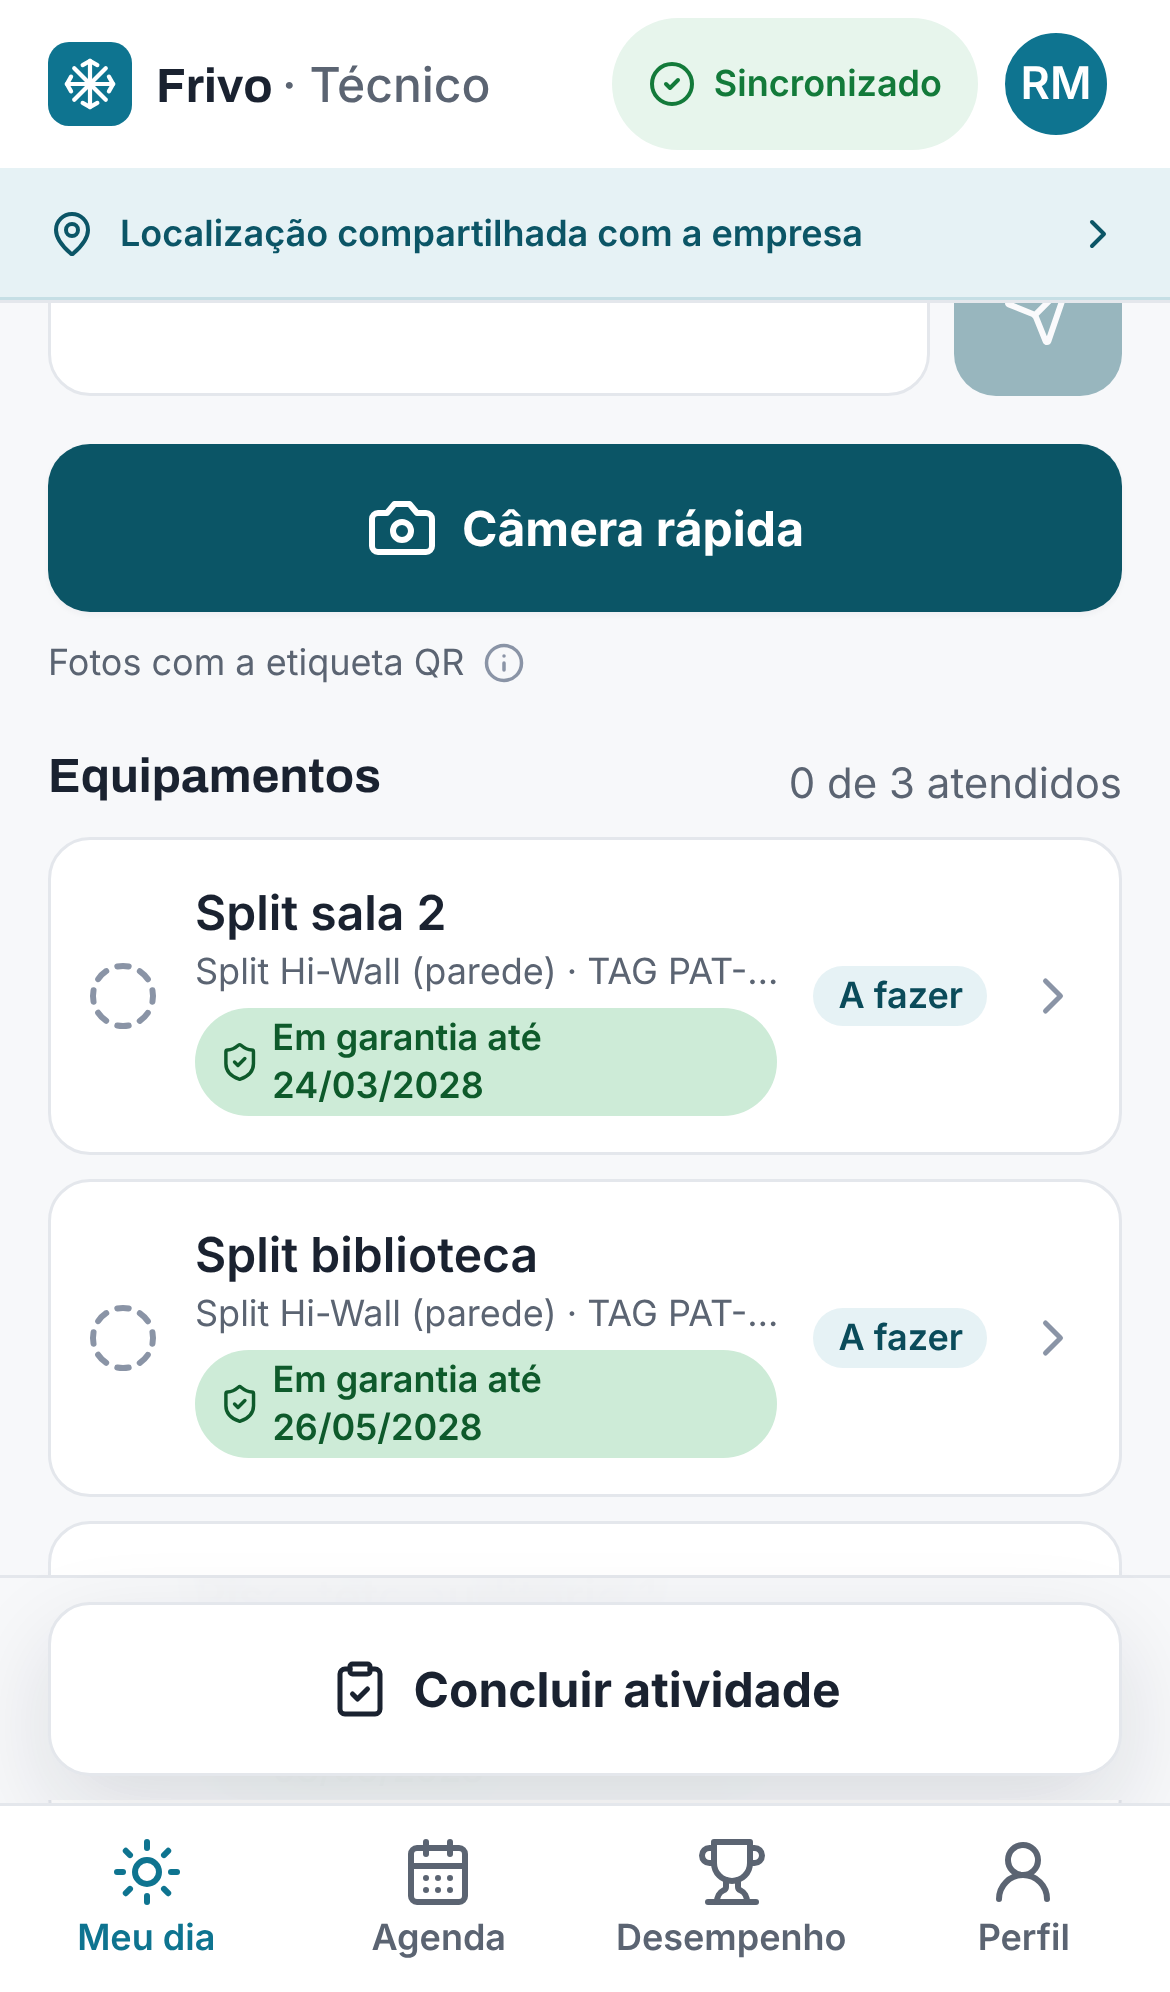 Frivo · Técnico
Sincronizado
RM
Localização compartilhada com a empresa
Câmera rápida
Fotos com a etiqueta QR
Equipamentos
0 de 3 atendidos
Split sala 2
Split Hi-Wall (parede) · TAG PAT-...
Em garantia até
24/03/2028
A fazer
Split biblioteca
Split Hi-Wall (parede) · TAG PAT-...
Em garantia até
26/05/2028
A fazer
Concluir atividade
Meu dia
Agenda
Desempenho
Perfil